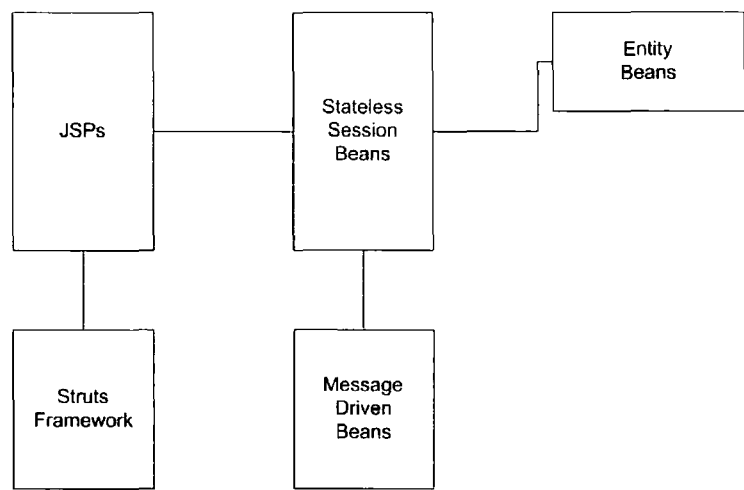 JSPs
Stateless
Session
Beans
Entity
Beans
Struts
Framework
Message
Driven
Beans